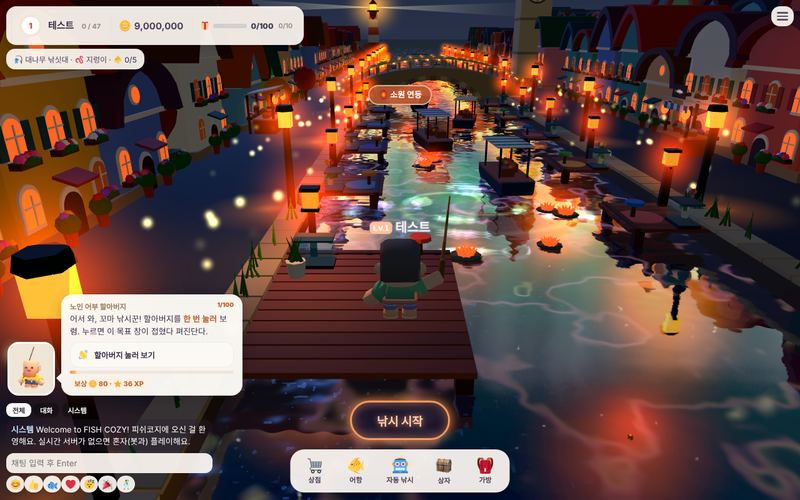 1 테스트 0 / 47 9,000,000 0/100 0/10
대나무 낚싯대 · 지렁이 · 0/5
소원 연등
Lv.1 테스트
노인 어부 할아버지 1/100
어서 와, 꼬마 낚시꾼! 할아버지를 한 번 눌러 보
렴. 누르면 이 목표 창이 접혔다 펴진단다.
할아버지 눌러 보기
보상 80 · 36 XP
전체 대화 시스템
시스템 Welcome to FISH COZY! 피쉬코지에 오신 걸 환
영해요. 실시간 서버가 없으면 혼자(봇과) 플레이해요.
채팅 입력 후 Enter
낚시 시작
상점 어항 자동 낚시 상자 가방